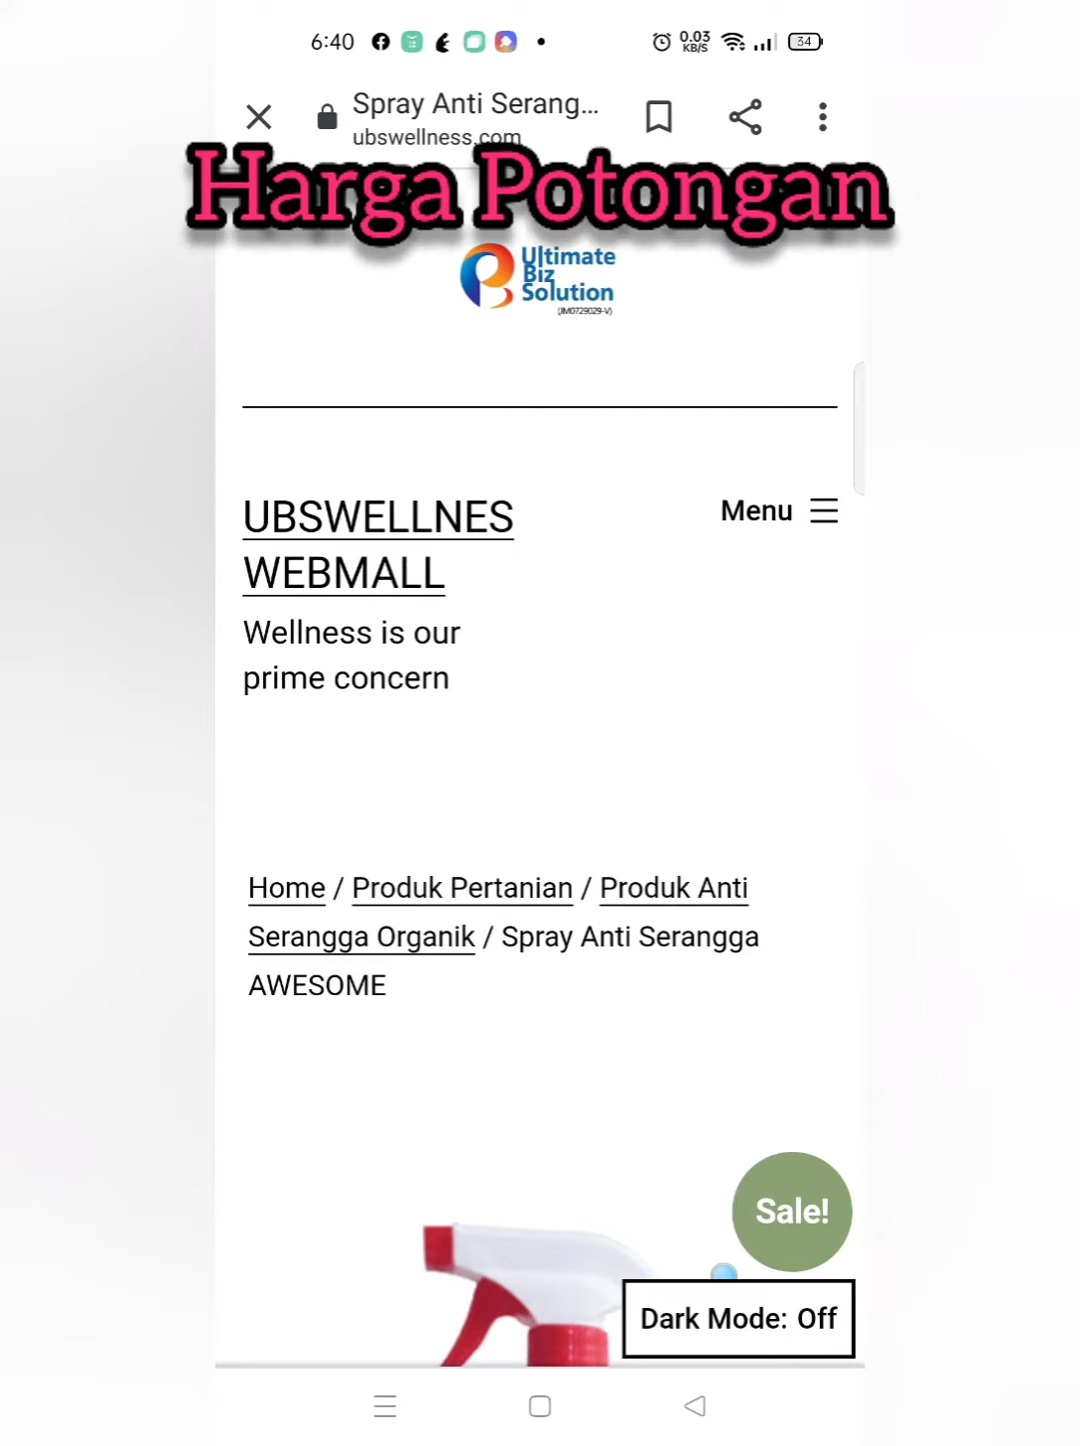 6:40
0.03
KB/S
34
Spray Anti Serang...
ubswellness.com
Harga Potongan
Ultimate
Biz
Solution
(JM0729029-V)
UBSWELLNES
WEBMALL
Menu
Wellness is our
prime concern
Home / Produk Pertanian / Produk Anti
Serangga Organik / Spray Anti Serangga
AWESOME
Sale!
Dark Mode: Off